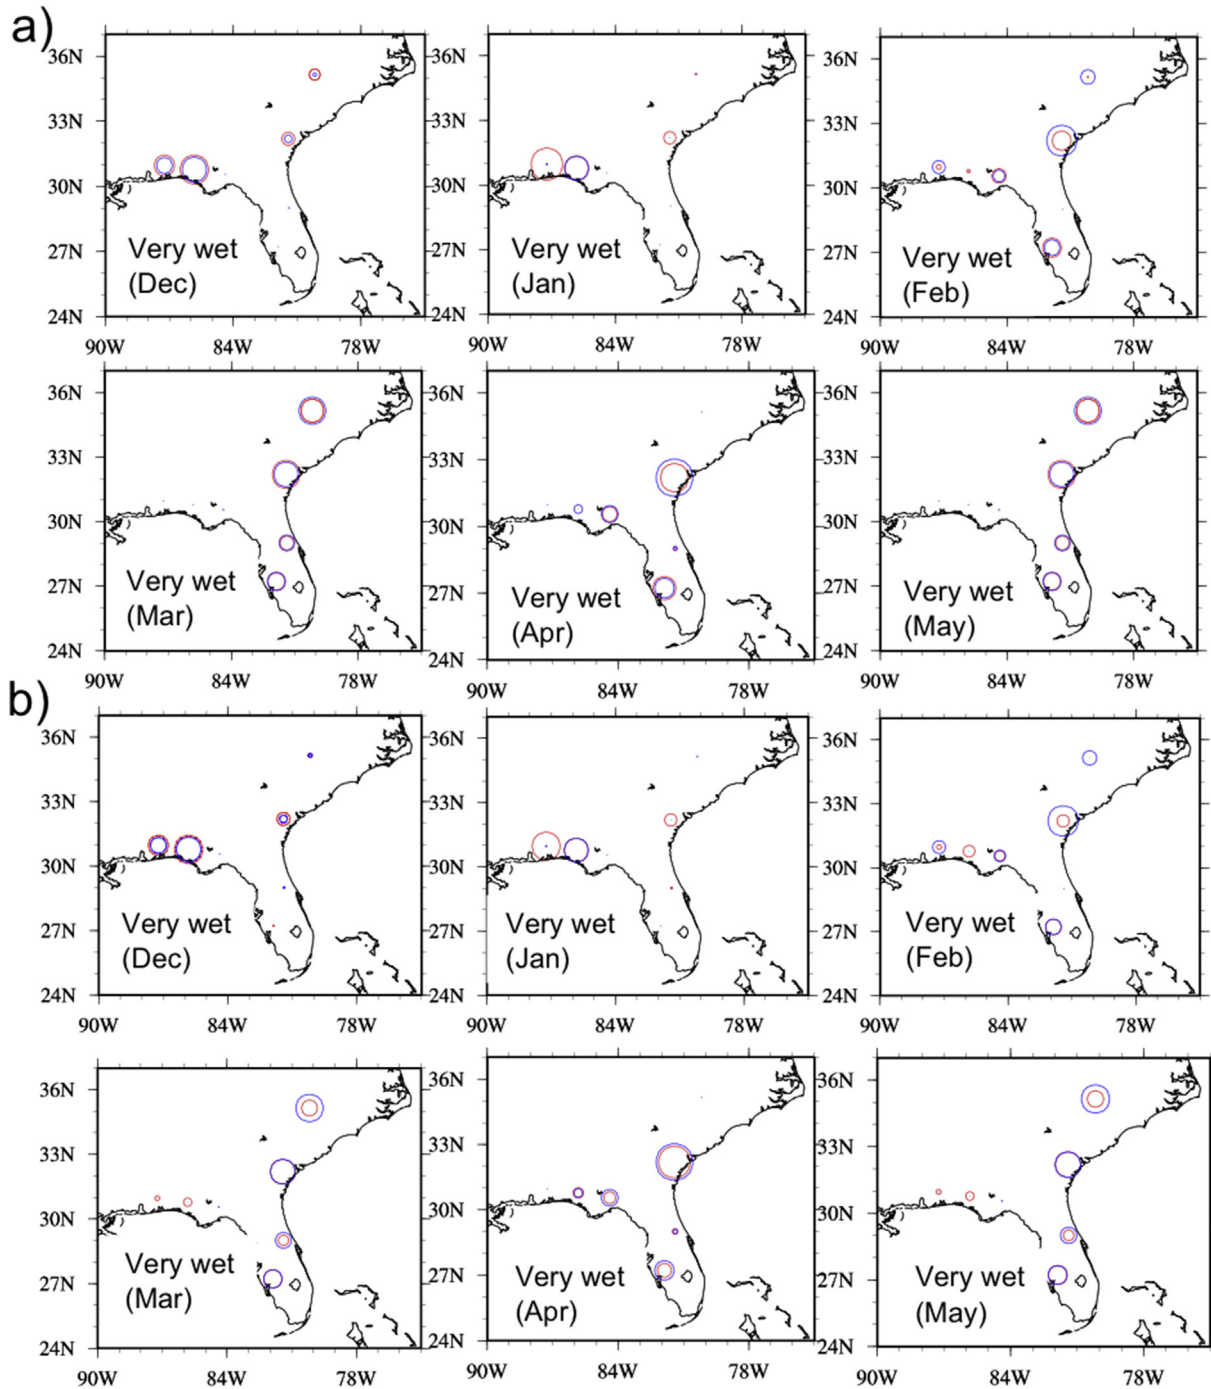 a)
36N 33N 30N 27N 24N
Very wet
(Dec)
90W 84W 78W
36N 33N 30N 27N 24N
Very wet
(Jan)
90W 84W 78W
36N 33N 30N 27N 24N
Very wet
(Feb)
90W 84W 78W
36N 33N 30N 27N 24N
Very wet
(Mar)
90W 84W 78W
36N 33N 30N 27N 24N
Very wet
(Apr)
90W 84W 78W
36N 33N 30N 27N 24N
Very wet
(May)
90W 84W 78W
b)
36N 33N 30N 27N 24N
Very wet
(Dec)
90W 84W 78W
36N 33N 30N 27N 24N
Very wet
(Jan)
90W 84W 78W
36N 33N 30N 27N 24N
Very wet
(Feb)
90W 84W 78W
36N 33N 30N 27N 24N
Very wet
(Mar)
90W 84W 78W
36N 33N 30N 27N 24N
Very wet
(Apr)
90W 84W 78W
36N 33N 30N 27N 24N
Very wet
(May)
90W 84W 78W